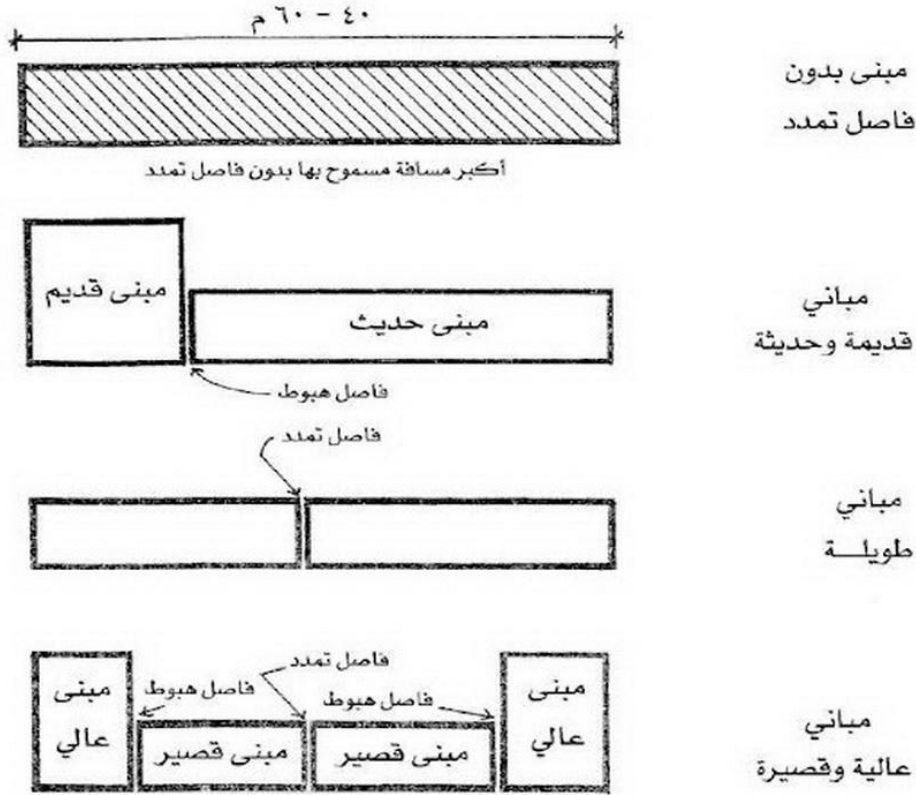 ٤٠ - ٦٠ م
مبنى بدون
فاصل تمدد
أكبر مسافة مسموح بها بدون فاصل تمدد
مباني
قديمة وحديثة
مبنى قديم
مبنى حديث
فاصل هبوط
فاصل تمدد
مباني
طويلـــة
فاصل تمدد
فاصل هبوط
فاصل هبوط
مبنى
عالي
مبنى قصير
مبنى قصير
مبنى
عالي
مباني
عالية وقصيرة